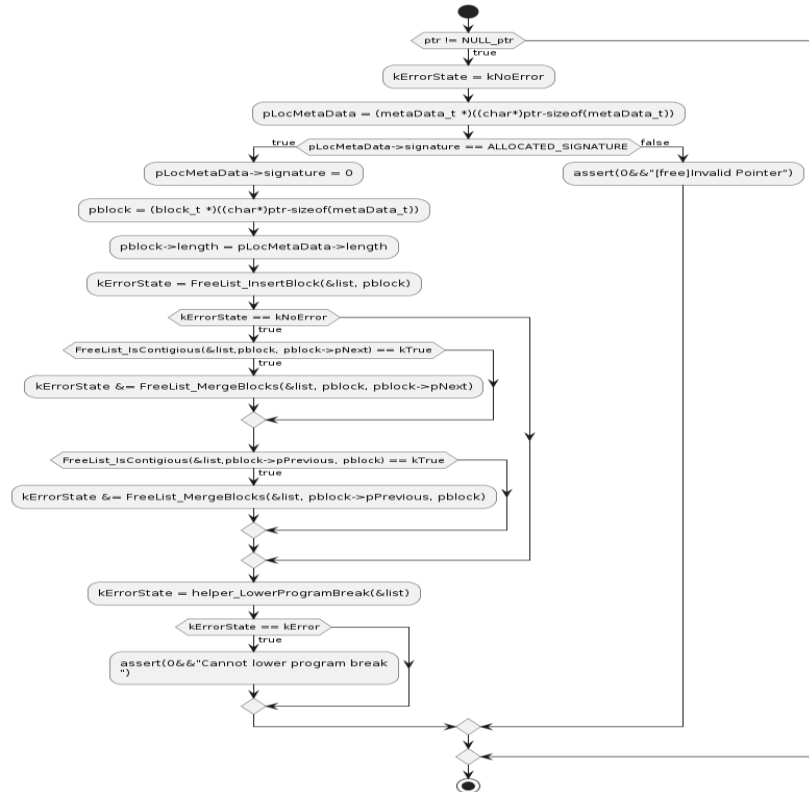 ptr != NULL_ptr
true
kErrorState = kNoError
pLocMetaData = (metaData_t *)((char*)ptr-sizeof(metaData_t))
true
pLocMetaData->signature == ALLOCATED_SIGNATURE
false
pLocMetaData->signature = 0
assert(0&&"[free]Invalid Pointer")
pblock = (block_t *)((char*)ptr-sizeof(metaData_t))
pblock->length = pLocMetaData->length
kErrorState = FreeList_InsertBlock(&list, pblock)
kErrorState == kNoError
true
FreeList_IsContigious(&list,pblock, pblock->pNext) == kTrue
true
kErrorState &= FreeList_MergeBlocks(&list, pblock, pblock->pNext)
FreeList_IsContigious(&list,pblock->pPrevious, pblock) == kTrue
true
kErrorState &= FreeList_MergeBlocks(&list, pblock->pPrevious, pblock)
kErrorState = helper_LowerProgramBreak(&list)
kErrorState == kError
true
assert(0&&"Cannot lower program break
")